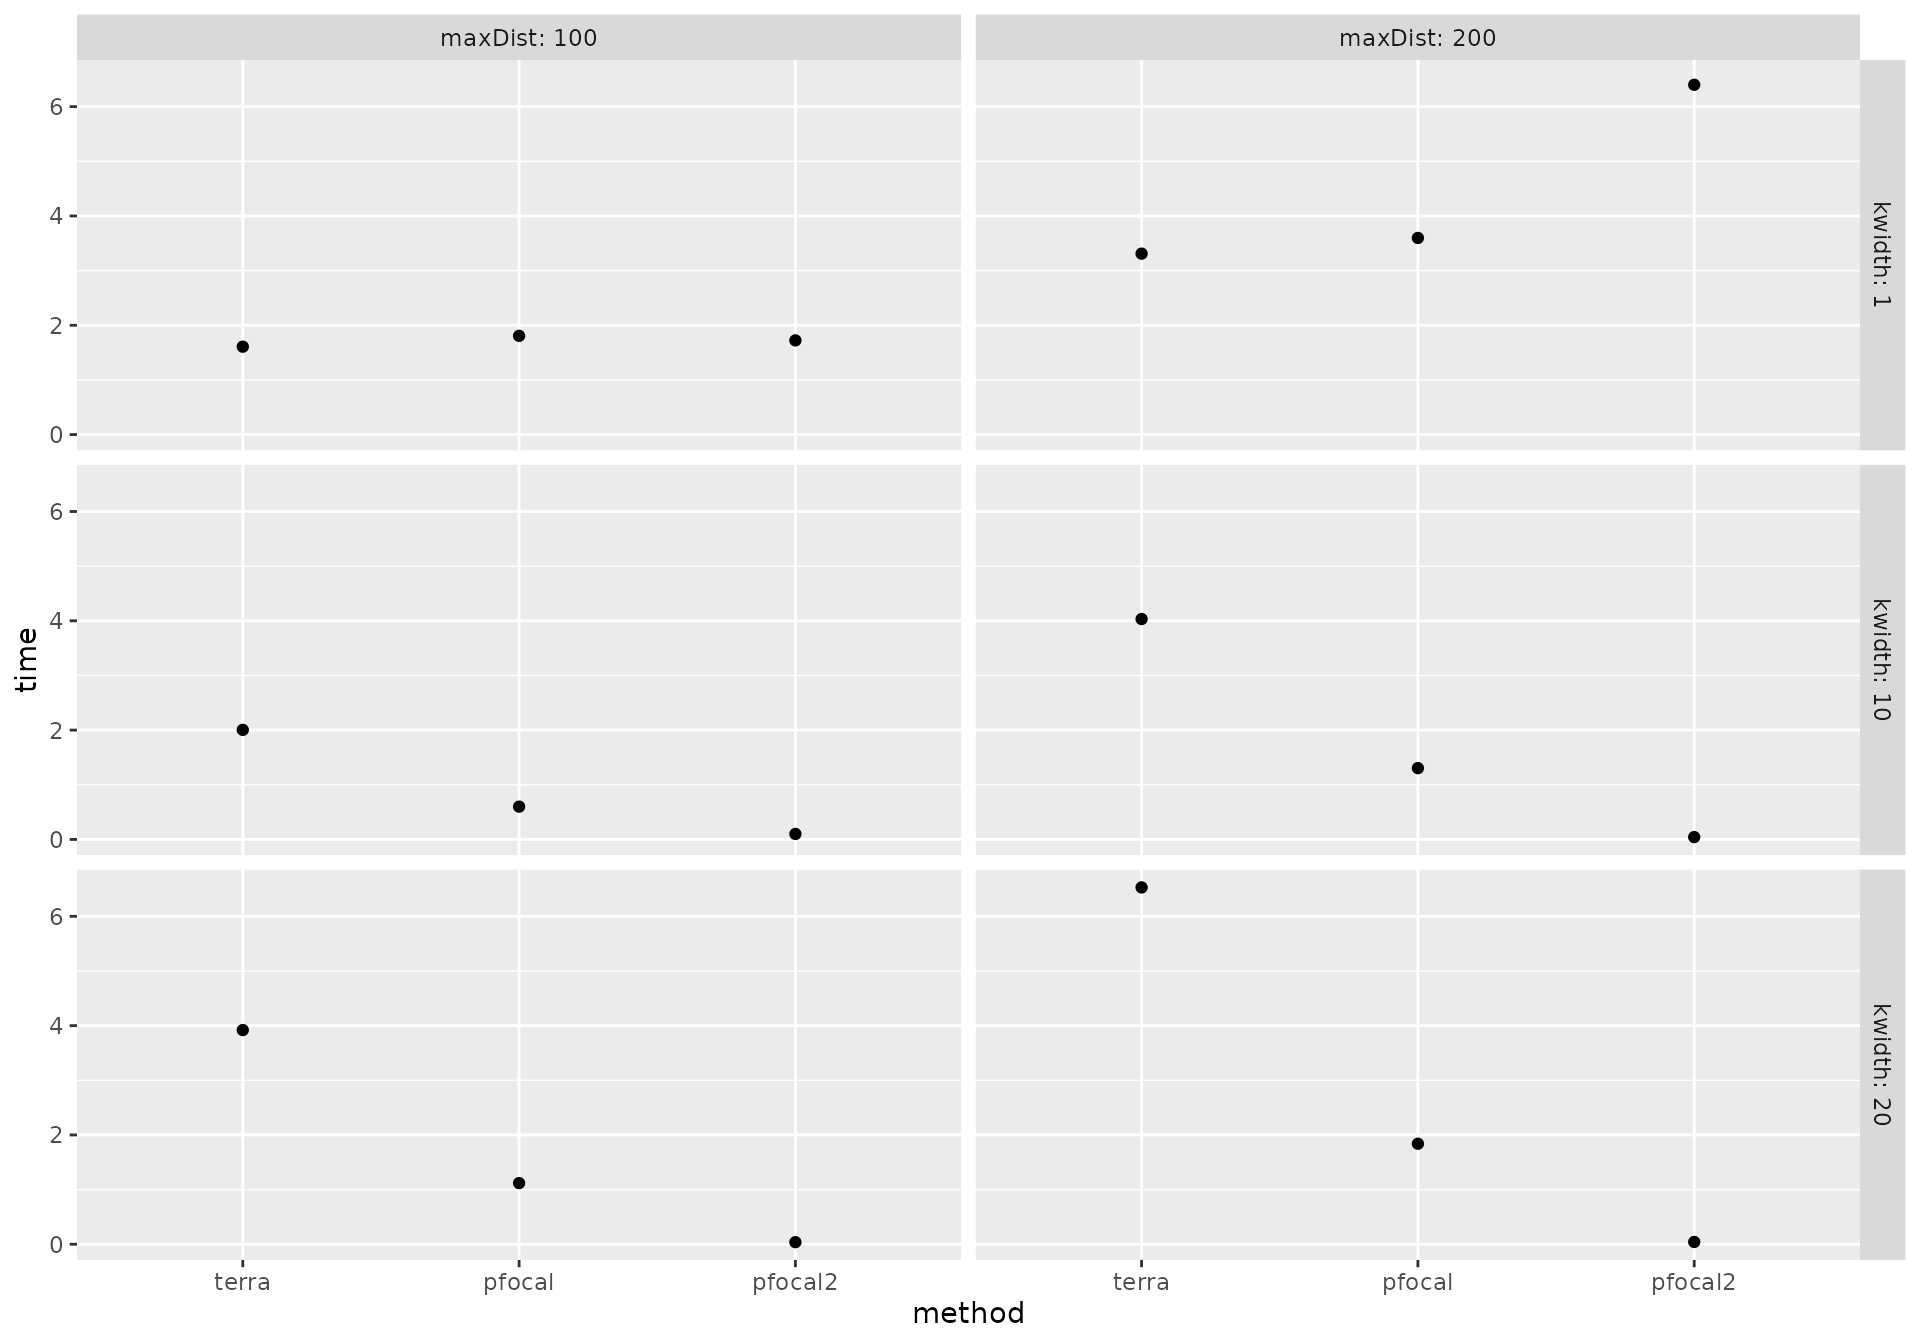 maxDist: 100
maxDist: 200
6
4
2
0
kwidth: 1
time
6
4
2
0
kwidth: 10
6
4
2
0
kwidth: 20
terra
pfocal
pfocal2
terra
pfocal
pfocal2
method